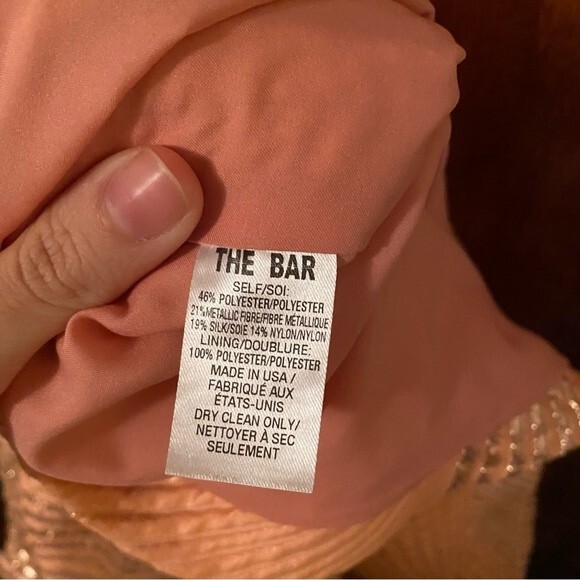 THE BAR
SELF/SOI:
46% POLYESTER/POLYESTER
21%METALLIC FIBRE/FIBRE MÉTALLIQUE
19% SILK/SOIE 14% NYLON/NYLON
LINING/DOUBLURE:
100% POLYESTER/POLYESTER
MADE IN USA /
FABRIQUÉ AUX
ÉTATS-UNIS
DRY CLEAN ONLY/
NETTOYER À SEC
SEULEMENT